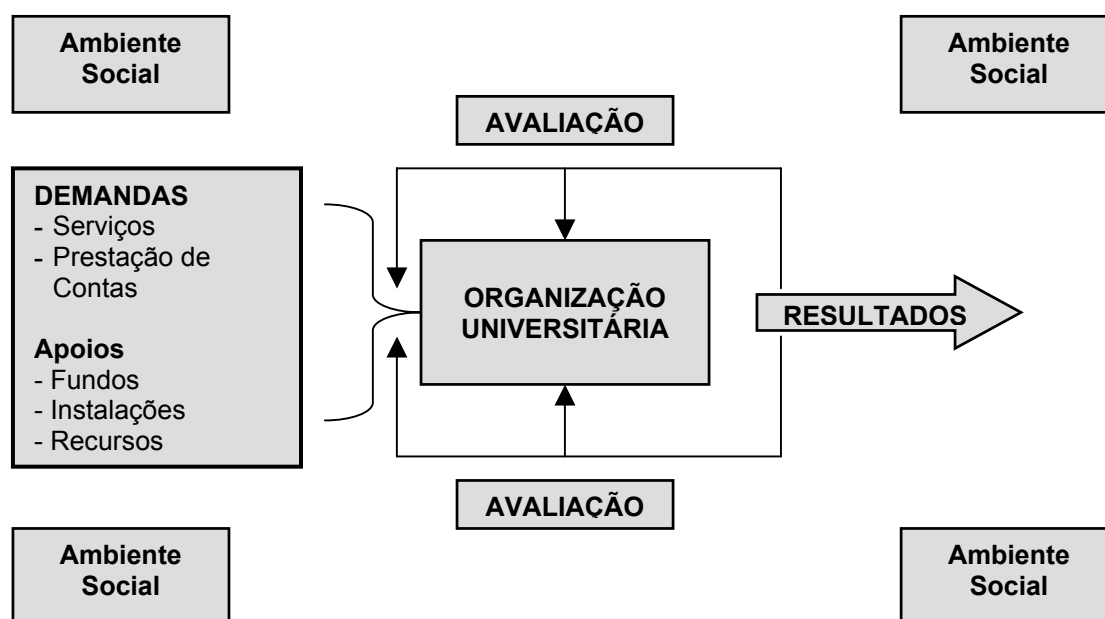 Ambiente
Social
Ambiente
Social
AVALIAÇÃO
DEMANDAS
- Serviços
- Prestação de
Contas
Apoios
- Fundos
- Instalações
- Recursos
ORGANIZAÇÃO
UNIVERSITÁRIA
RESULTADOS
AVALIAÇÃO
Ambiente
Social
Ambiente
Social